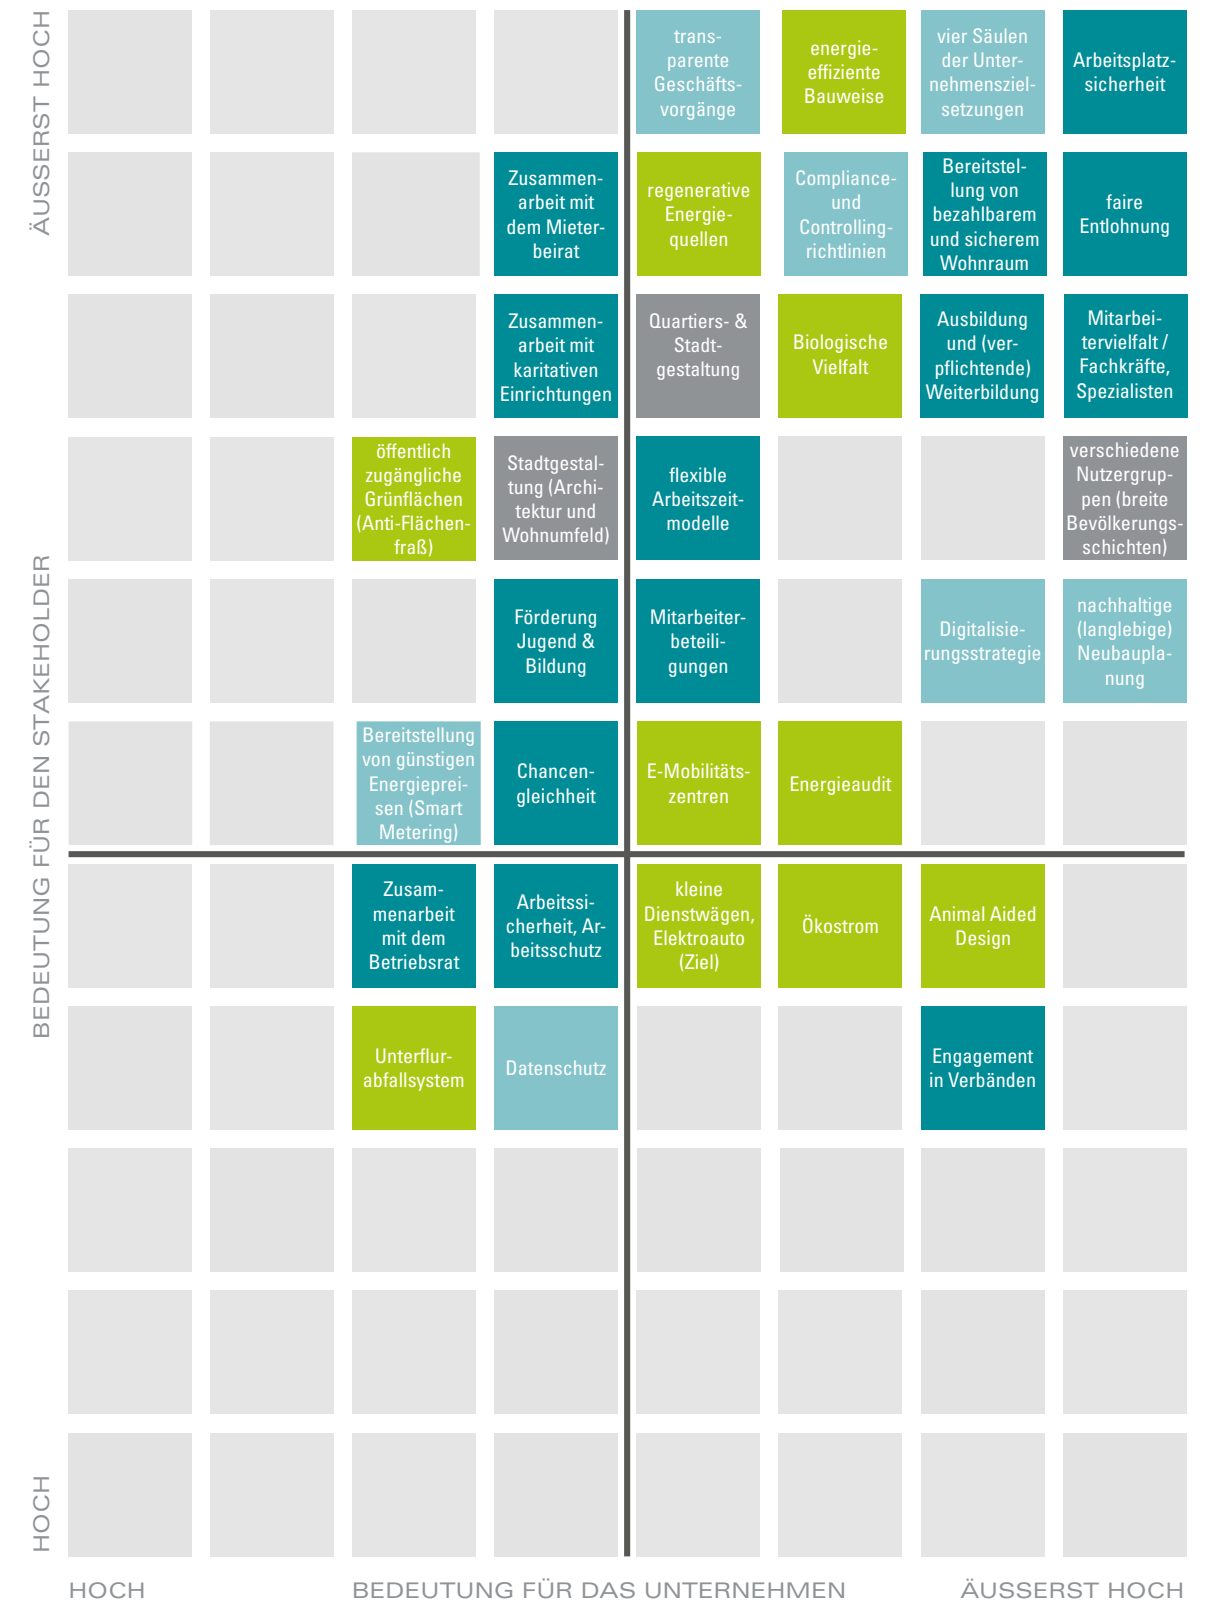 ÄUSSERST HOCH
BEDEUTUNG FÜR DEN STAKEHOLDER
HOCH
trans-
parente
Geschäfts-
vorgänge
energie-
effiziente
Bauweise
vier Säulen
der Unter-
nehmensziel-
setzungen
Arbeitsplatz-
sicherheit
Zusammen-
arbeit mit
dem Mieter-
beirat
regenerative
Energie-
quellen
Compliance-
und
Controlling-
richtlinien
Bereitstel-
lung von
bezahlbarem
und sicherem
Wohnraum
faire
Entlohnung
Zusammen-
arbeit mit
karitativen
Einrichtungen
Quartiers- &
Stadt-
gestaltung
Biologische
Vielfalt
Ausbildung
und (ver-
pflichtende)
Weiterbildung
Mitarbei-
tervielfalt /
Fachkräfte,
Spezialisten
öffentlich
zugängliche
Grünflächen
(Anti-Flächen-
fraß)
Stadtgestal-
tung (Archi-
tektur und
Wohnumfeld)
flexible
Arbeitszeit-
modelle
verschiedene
Nutzergrup-
pen (breite
Bevölkerungs-
schichten)
Förderung
Jugend &
Bildung
Mitarbeiter-
beteili-
gungen
Digitalisie-
rungsstrategie
nachhaltige
(langlebige)
Neubaupla-
nung
Bereitstellung
von günstigen
Energieprei-
sen (Smart
Metering)
Chancen-
gleichheit
E-Mobilitäts-
zentren
Energieaudit
Zusam-
menarbeit
mit dem
Betriebsrat
Arbeitssi-
cherheit, Ar-
beitsschutz
kleine
Dienstwägen,
Elektroauto
(Ziel)
Ökostrom
Animal Aided
Design
Unterflur-
abfallsystem
Datenschutz
Engagement
in Verbänden
HOCH
BEDEUTUNG FÜR DAS UNTERNEHMEN
ÄUSSERST HOCH